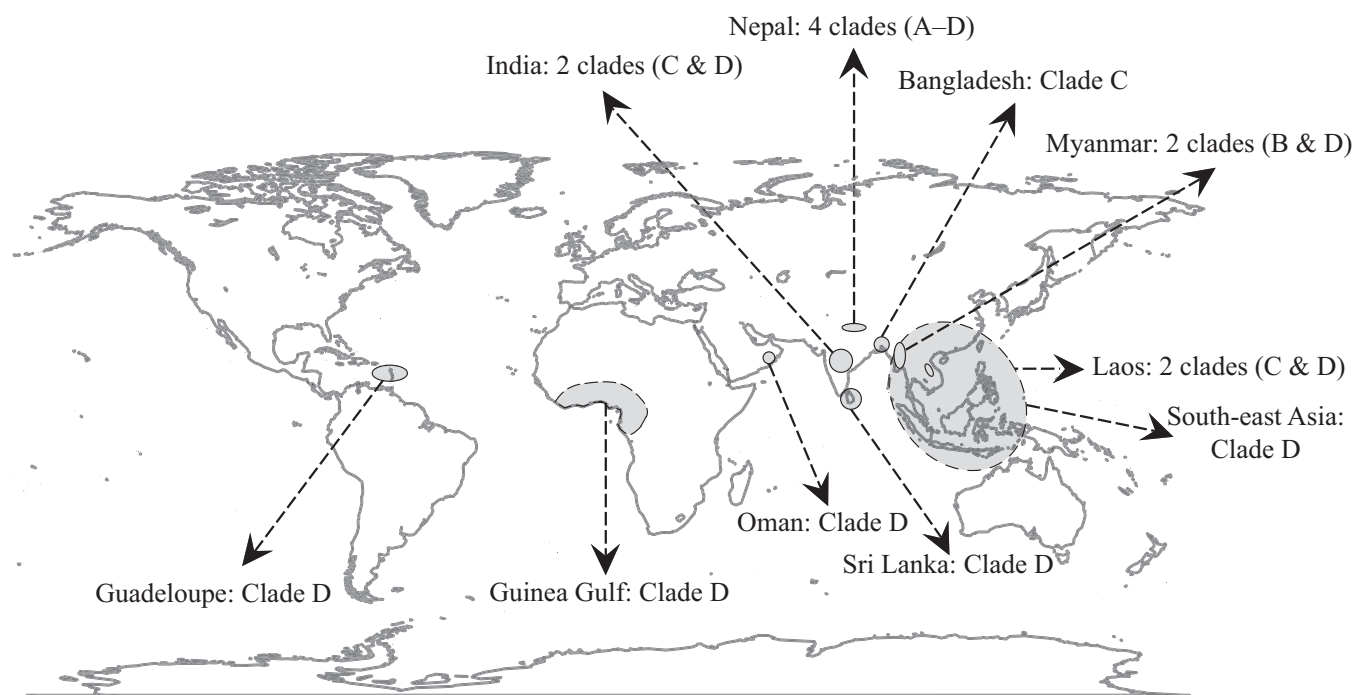 Nepal: 4 clades (A–D)
India: 2 clades (C & D)
Bangladesh: Clade C
Myanmar: 2 clades (B & D)
Laos: 2 clades (C & D)
South-east Asia:
Clade D
Oman: Clade D
Sri Lanka: Clade D
Guadeloupe: Clade D
Guinea Gulf: Clade D